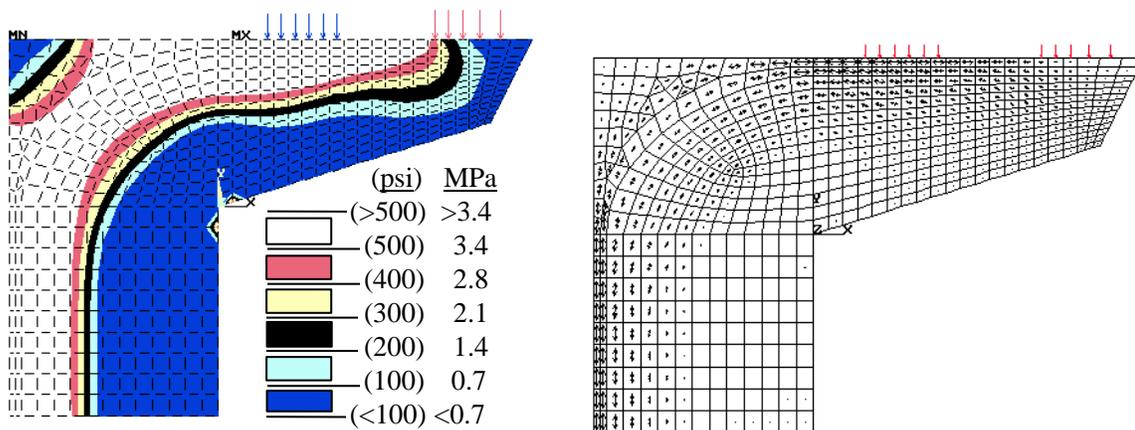 MN
MX
Y
X
(psi) MPa
(>500) >3.4
(500) 3.4
(400) 2.8
(300) 2.1
(200) 1.4
(100) 0.7
(<100) <0.7
Y
Z X